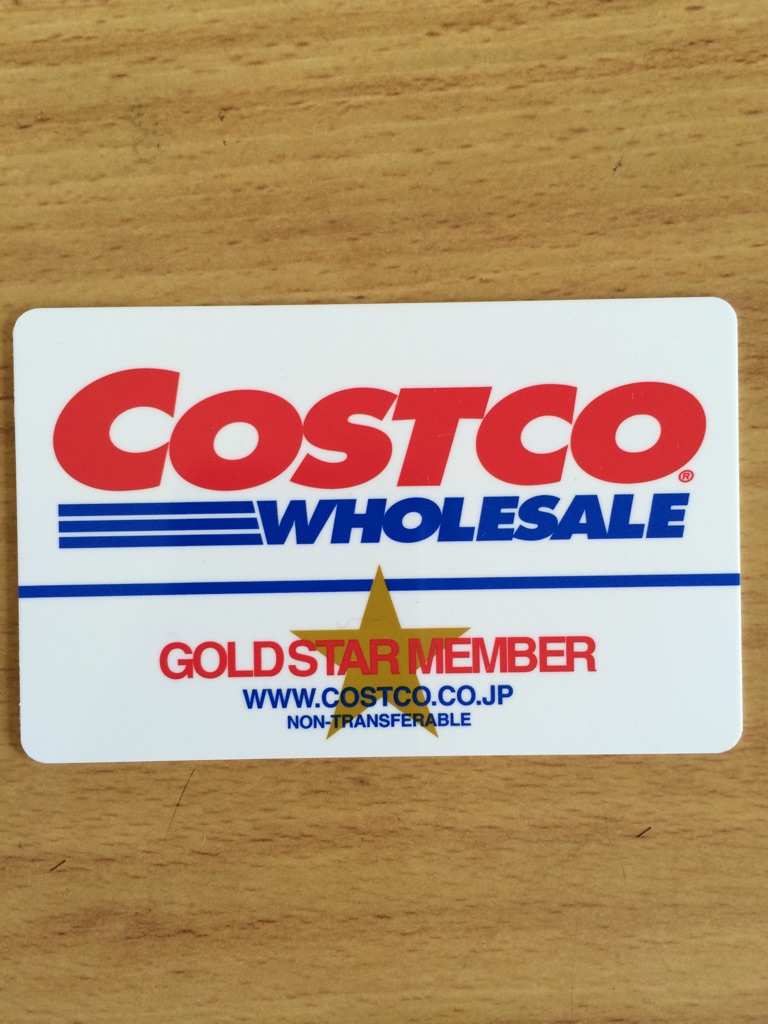 COSTCO®
WHOLESALE
GOLD STAR MEMBER
WWW.COSTCO.CO.JP
NON-TRANSFERABLE